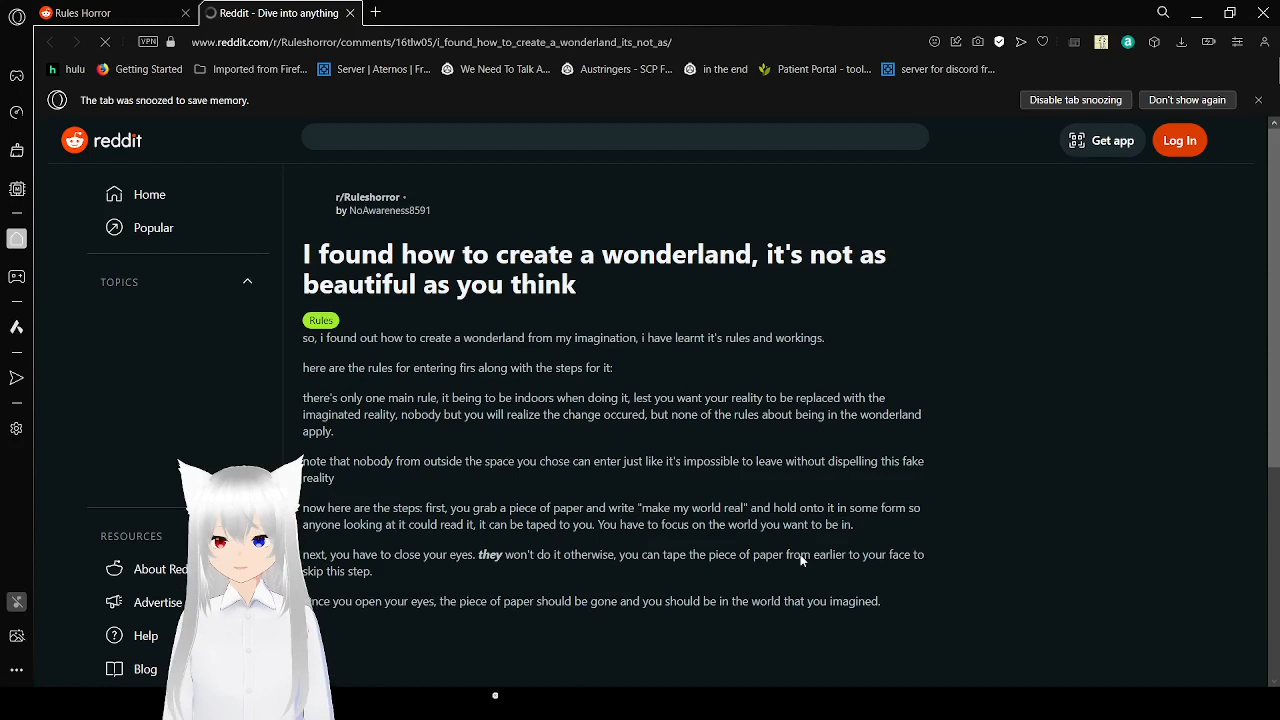 Rules Horror
Reddit - Dive into anything
VPN
www.reddit.com/r/Ruleshorror/comments/16tlw05/i_found_how_to_create_a_wonderland_its_not_as/
hulu
Getting Started
Imported from Firef...
Server | Aternos | Fr...
We Need To Talk A...
Austringers - SCP F...
in the end
Patient Portal - tool...
server for discord fr...
The tab was snoozed to save memory.
Disable tab snoozing
Don't show again
reddit
Get app
Log In
Home
Popular
TOPICS
RESOURCES
About Red
Advertise
Help
Blog
r/Ruleshorror •
by NoAwareness8591
I found how to create a wonderland, it's not as
beautiful as you think
Rules
so, i found out how to create a wonderland from my imagination, i have learnt it's rules and workings.
here are the rules for entering firs along with the steps for it:
there's only one main rule, it being to be indoors when doing it, lest you want your reality to be replaced with the
imaginated reality, nobody but you will realize the change occured, but none of the rules about being in the wonderland
apply.
note that nobody from outside the space you chose can enter just like it's impossible to leave without dispelling this fake
reality
now here are the steps: first, you grab a piece of paper and write "make my world real" and hold onto it in some form so
anyone looking at it could read it, it can be taped to you. You have to focus on the world you want to be in.
next, you have to close your eyes. they won't do it otherwise, you can tape the piece of paper from earlier to your face to
skip this step.
nce you open your eyes, the piece of paper should be gone and you should be in the world that you imagined.